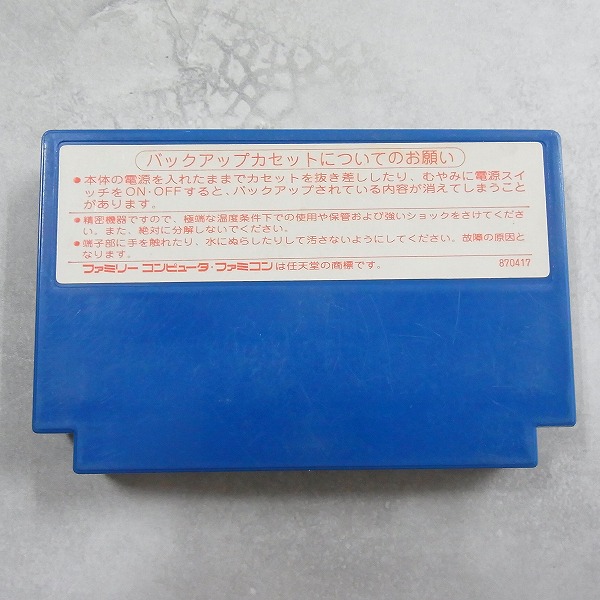 バックアップカセットについてのお願い
●本体の電源を入れたままでカセットを抜き差ししたり、むやみに電源スイ
ッチをON・OFFすると、バックアップされている内容が消えてしまうこと
があります。
●精密機器ですので、極端な温度条件下での使用や保管および強いショックをさけてくださ
い。また、絶対に分解しないでください。
●端子部に手を触れたり、水にぬらしたりして汚さないようにしてください。故障の原因と
なります。
ファミリーコンピュータ・ファミコンは任天堂の商標です。
870417